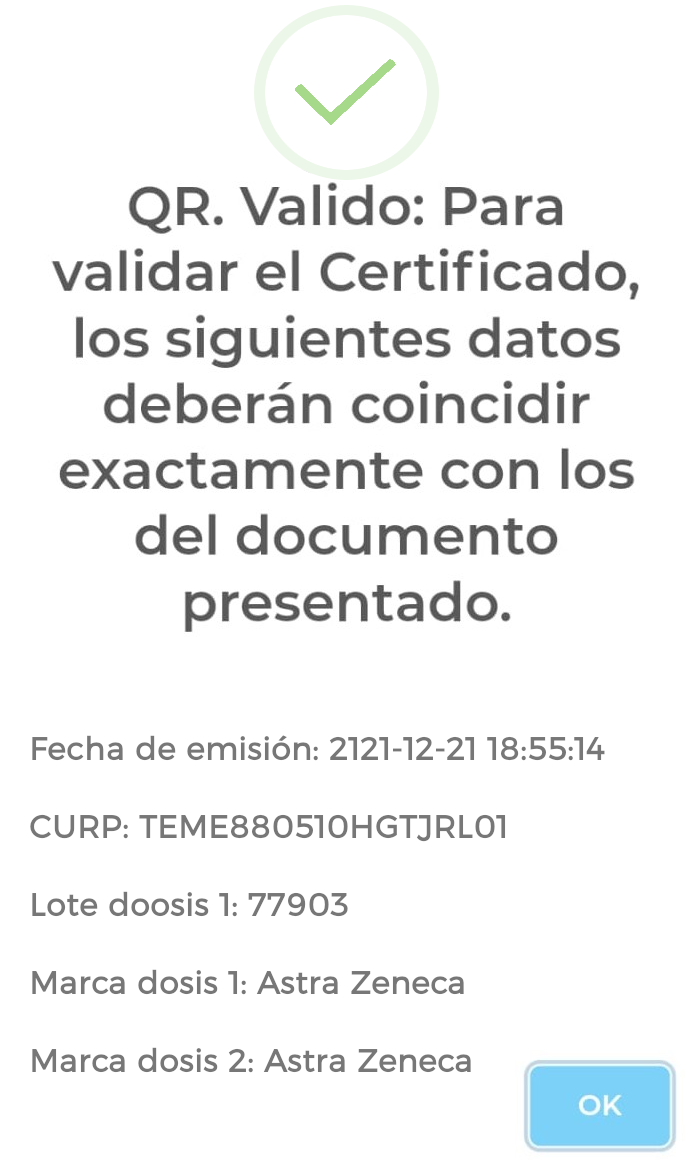 QR. Valido: Para
validar el Certificado,
los siguientes datos
deberán coincidir
exactamente con los
del documento
presentado.
Fecha de emisión: 2121-12-21 18:55:14
CURP: TEME880510HGTJRL01
Lote doosis 1: 77903
Marca dosis 1: Astra Zeneca
Marca dosis 2: Astra Zeneca
OK